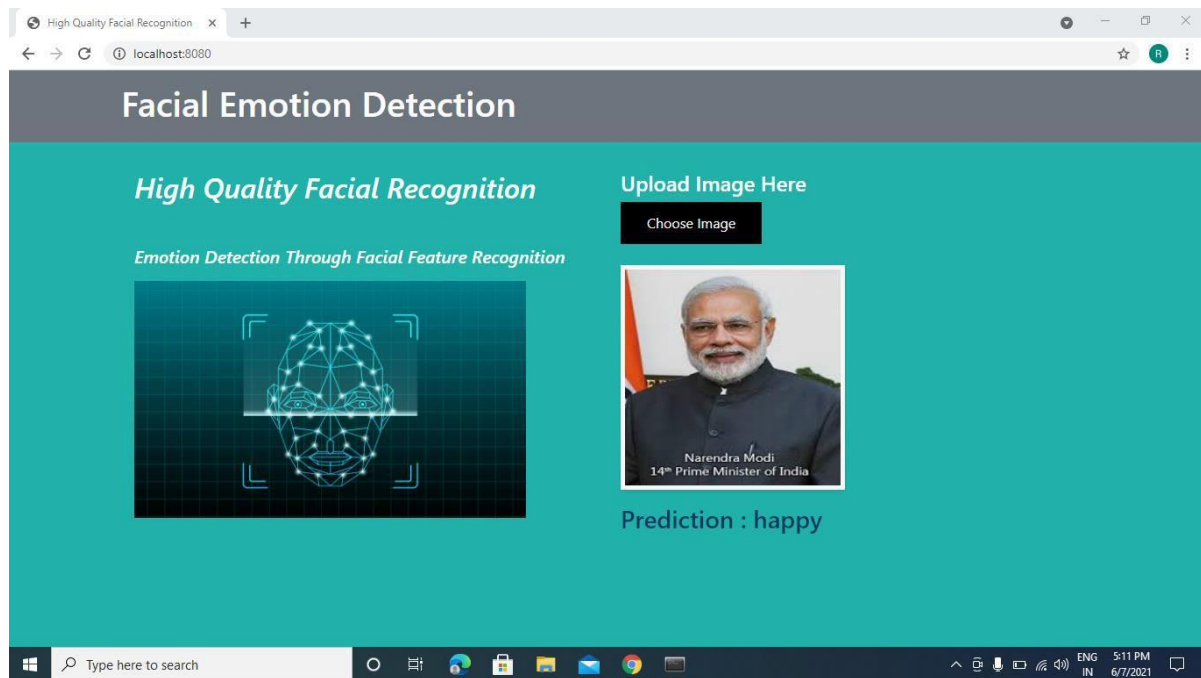 High Quality Facial Recognition
localhost:8080
R
Facial Emotion Detection
High Quality Facial Recognition
Emotion Detection Through Facial Feature Recognition
Upload Image Here
Choose Image
Narendra Modi
14th Prime Minister of India
Prediction : happy
Type here to search
ENG
IN
5:11 PM
6/7/2021